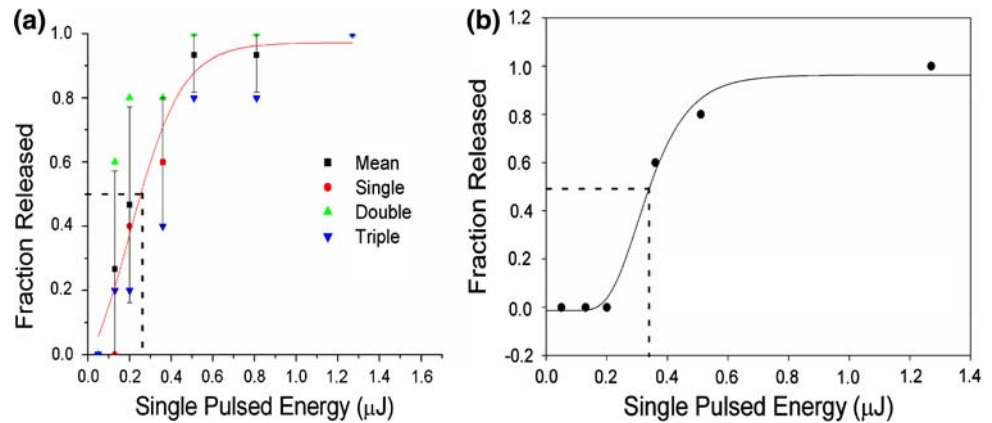 (a)
Fraction Released
1.0
0.8
0.6
0.4
0.2
0.0
Mean
Single
Double
Triple
0.0 0.2 0.4 0.6 0.8 1.0 1.2 1.4 1.6
Single Pulsed Energy (μJ)
(b)
Fraction Released
1.2
1.0
0.8
0.6
0.4
0.2
0.0
-0.2
0.0 0.2 0.4 0.6 0.8 1.0 1.2 1.4
Single Pulsed Energy (μJ)